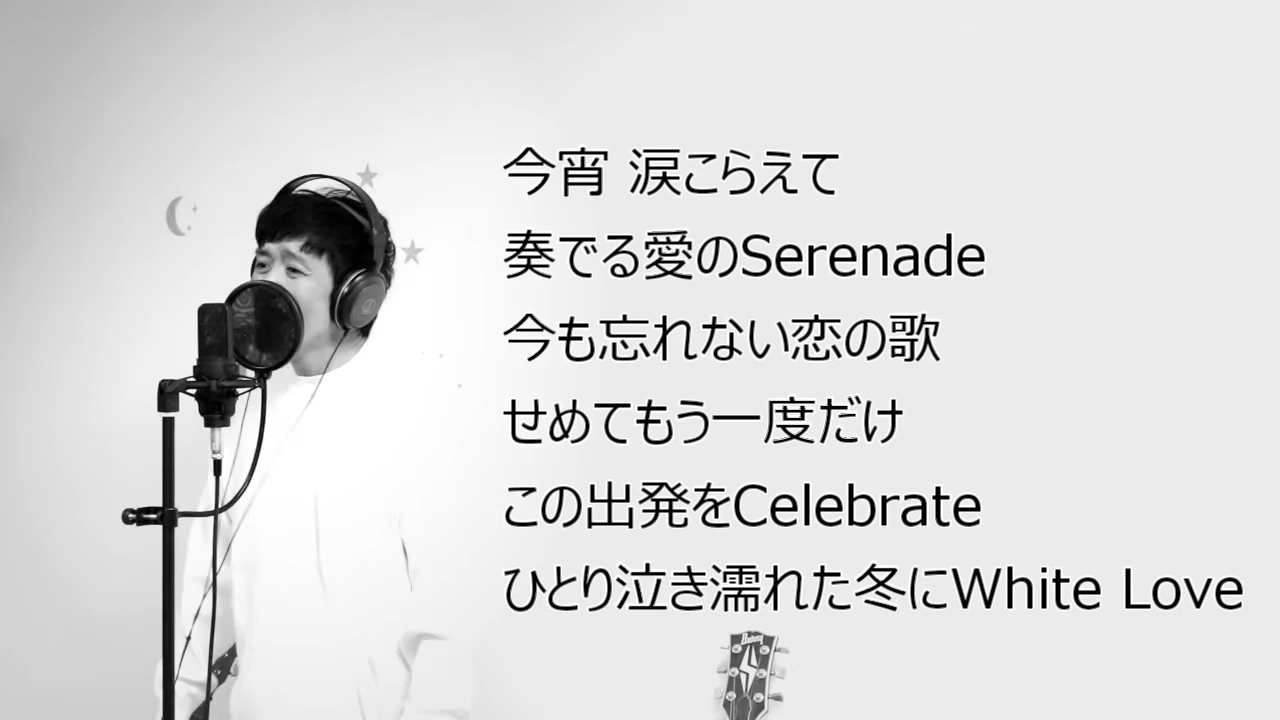 今宵 涙こらえて
奏でる愛のSerenade
今も忘れない恋の歌
せめてもう一度だけ
この出発をCelebrate
ひとり泣き濡れた冬にWhite Love